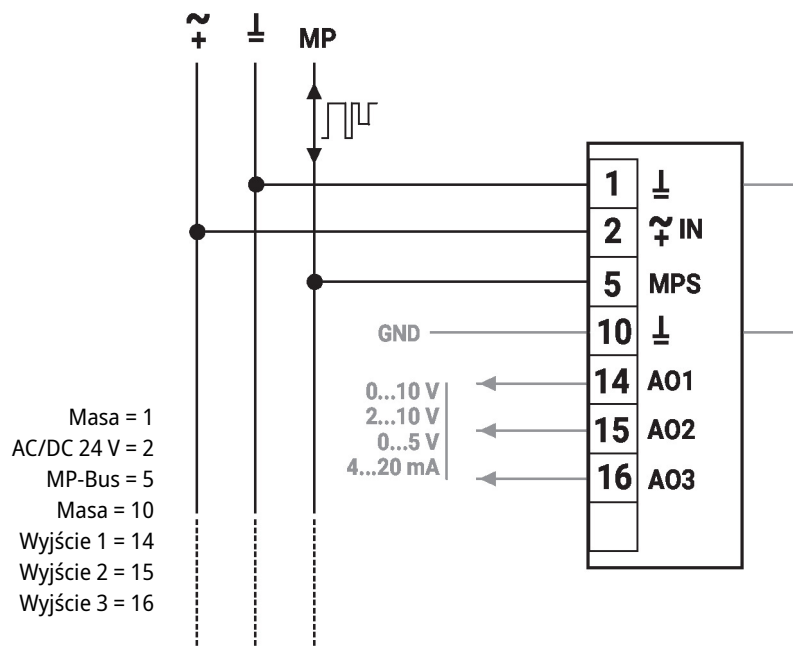 MP
1
2 IN
5 MPS
GND 10
0...10 V
2...10 V
0...5 V
4...20 mA
14 AO1
15 AO2
16 AO3
Masa = 1
AC/DC 24 V = 2
MP-Bus = 5
Masa = 10
Wyjście 1 = 14
Wyjście 2 = 15
Wyjście 3 = 16